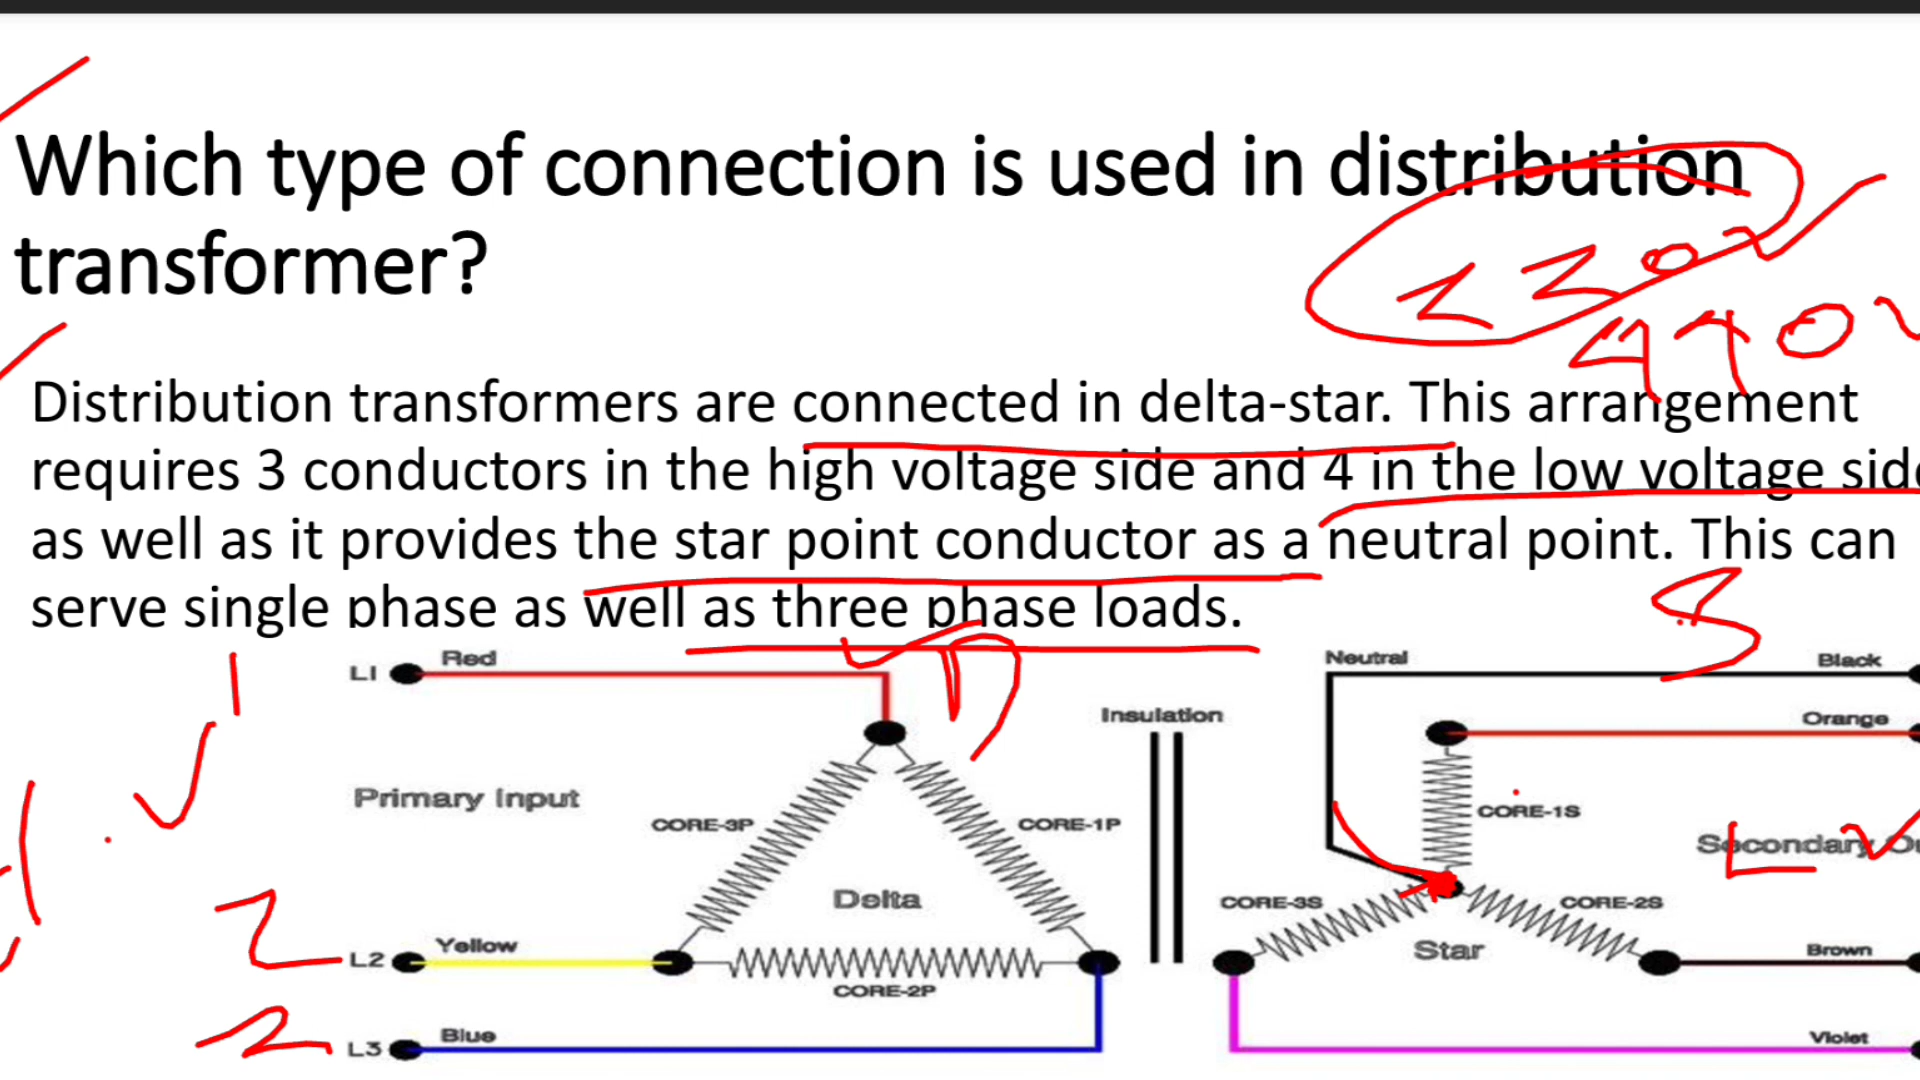 Which type of connection is used in distribution
transformer?
220V
440V
Distribution transformers are connected in delta-star. This arrangement
requires 3 conductors in the high voltage side and 4 in the low voltage side
as well as it provides the star point conductor as a neutral point. This can
serve single phase as well as three phase loads.
L1 Red
Neutral Black
S
1
Insulation
Orange
Primary Input
CORE-3P CORE-1P
CORE-1S
Secondary
LV
Delta
CORE-3S CORE-2S
Star
2
L2 Yellow
Brown
CORE-2P
L3 Blue
Violet